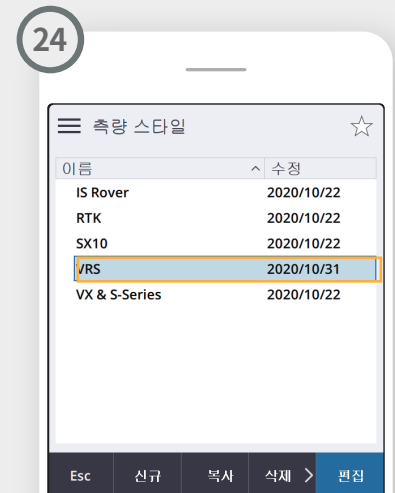 24
측량 스타일
이름 수정
IS Rover 2020/10/22
RTK 2020/10/22
SX10 2020/10/22
VRS 2020/10/31
VX & S-Series 2020/10/22
Esc 신규 복사 삭제 편집